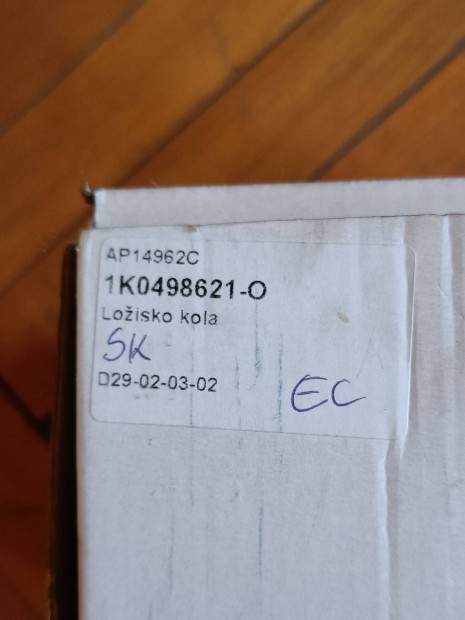 AP14962C
1K0498621-O
Ložisko kola
SK
D29-02-03-02
EC